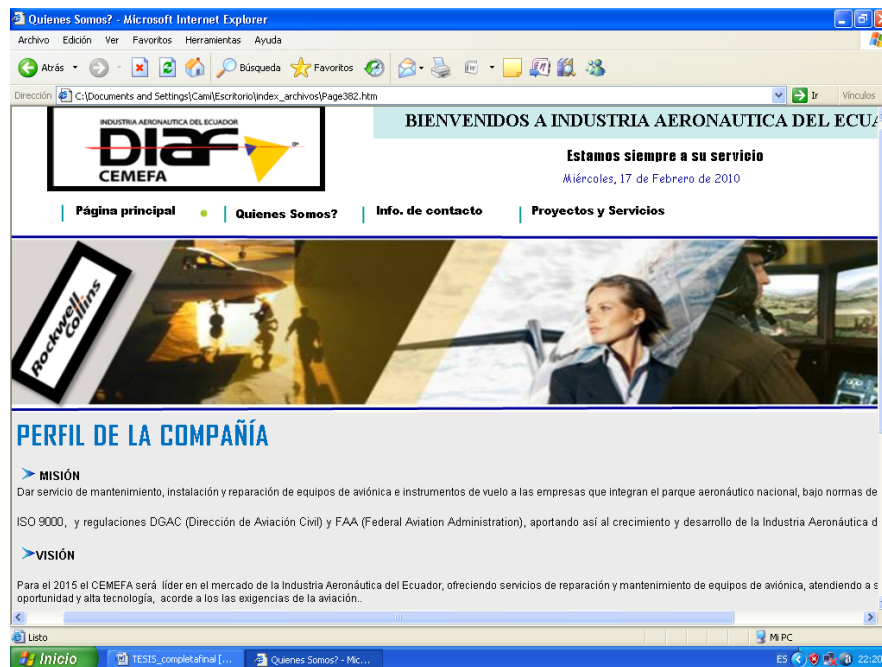 Quienes Somos? - Microsoft Internet Explorer
Archivo Edición Ver Favoritos Herramientas Ayuda
Atrás Búsqueda Favoritos
Dirección C:\Documents and Settings\Cami\Escritorio\index_archivos\Page382.htm Ir Vínculos
INDUSTRIA AERONAUTICA DEL ECUADOR
DIAF
CEMEFA
BIENVENIDOS A INDUSTRIA AERONAUTICA DEL ECUA
Estamos siempre a su servicio
Miércoles, 17 de Febrero de 2010
Página principal Quienes Somos? Info. de contacto Proyectos y Servicios
Rockwell
Collins
PERFIL DE LA COMPAÑÍA
MISIÓN
Dar servicio de mantenimiento, instalación y reparación de equipos de aviónica e instrumentos de vuelo a las empresas que integran el parque aeronáutico nacional, bajo normas de
ISO 9000, y regulaciones DGAC (Dirección de Aviación Civil) y FAA (Federal Aviation Administration), aportando así al crecimiento y desarrollo de la Industria Aeronáutica d
VISIÓN
Para el 2015 el CEMEFA será líder en el mercado de la Industria Aeronáutica del Ecuador, ofreciendo servicios de reparación y mantenimiento de equipos de aviónica, atendiendo a s
oportunidad y alta tecnología, acorde a los las exigencias de la aviación..
Listo Mi PC
Inicio TESIS_completafinal [... Quienes Somos? - Mic... ES 22:20